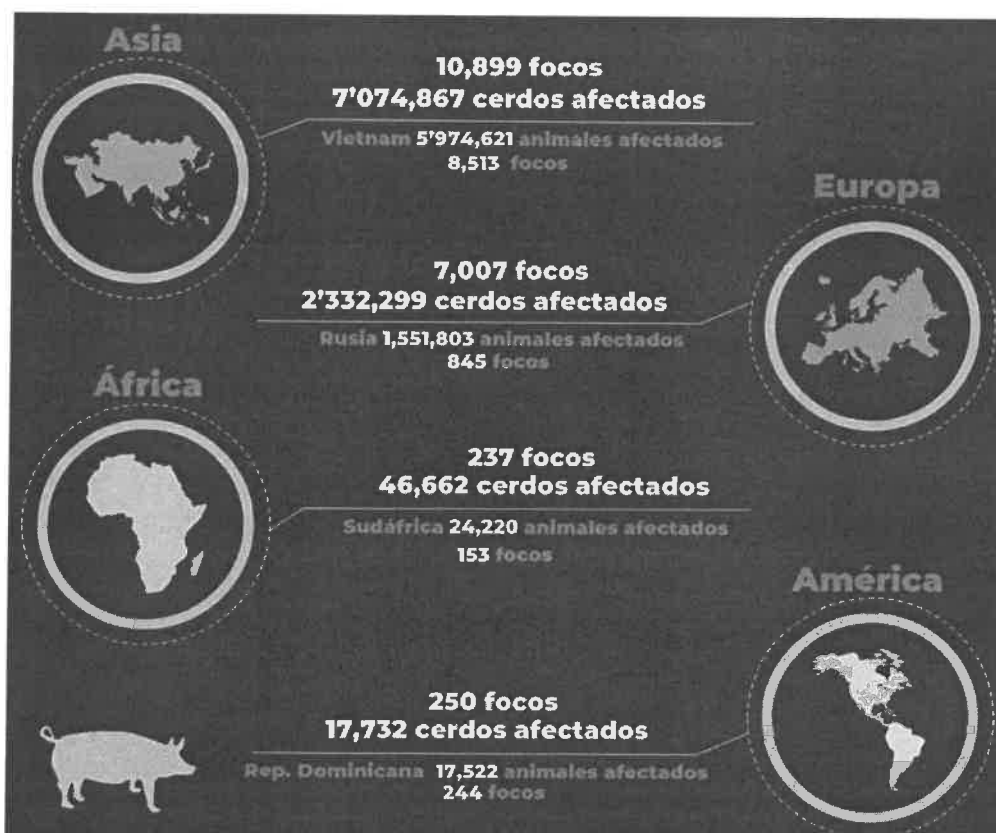 Asia
10,899 focos
7'074,867 cerdos afectados
Vietnam 5'974,621 animales afectados
8,513 focos
Europa
7,007 focos
2'332,299 cerdos afectados
Rusia 1,551,803 animales afectados
845 focos
África
237 focos
46,662 cerdos afectados
Sudáfrica 24,220 animales afectados
153 focos
América
250 focos
17,732 cerdos afectados
Rep. Dominicana 17,522 animales afectados
244 focos